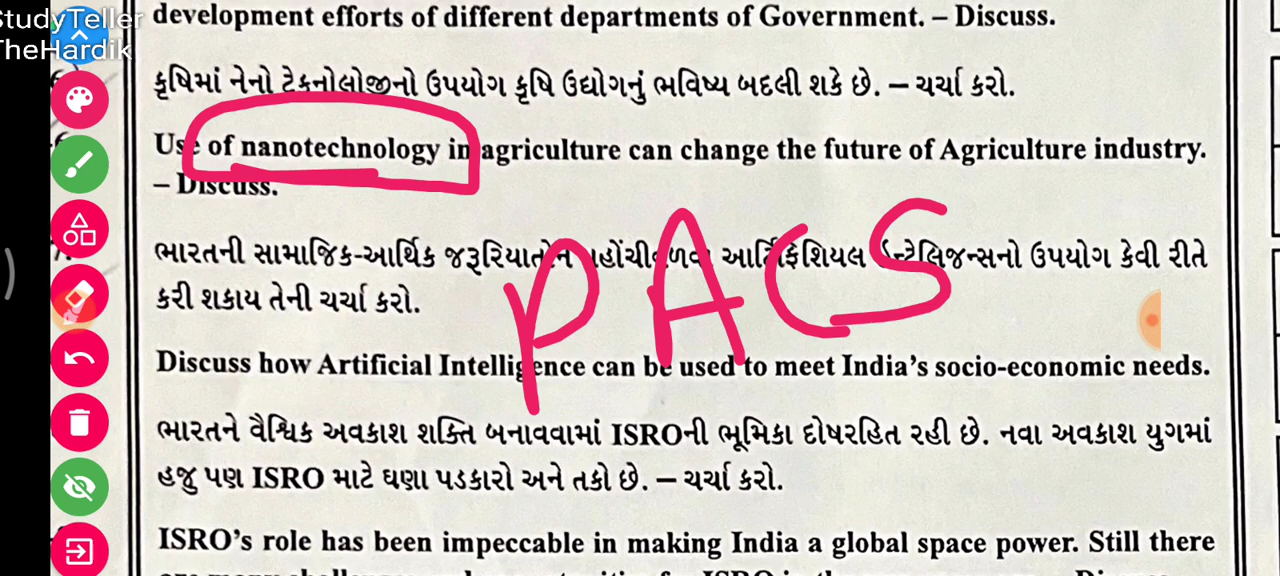 StudyTeller
TheHardik
development efforts of different departments of Government. – Discuss.
કૃષિમાં નેનો ટેકનોલોજીનો ઉપયોગ કૃષિ ઉદ્યોગનું ભવિષ્ય બદલી શકે છે. – ચર્ચા કરો.
Use of nanotechnology in agriculture can change the future of Agriculture industry.
– Discuss.
ભારતની સામાજિક-આર્થિક જરૂરિયાતોને પહોંચીવળવા આર્ટિફિશિયલ ઈન્ટેલિજન્સનો ઉપયોગ કેવી રીતે
કરી શકાય તેની ચર્ચા કરો.
PACS
Discuss how Artificial Intelligence can be used to meet India's socio-economic needs.
ભારતને વૈશ્વિક અવકાશ શક્તિ બનાવવામાં ISROની ભૂમિકા દોષરહિત રહી છે. નવા અવકાશ યુગમાં
હજુ પણ ISRO માટે ઘણા પડકારો અને તકો છે. – ચર્ચા કરો.
ISRO's role has been impeccable in making India a global space power. Still there